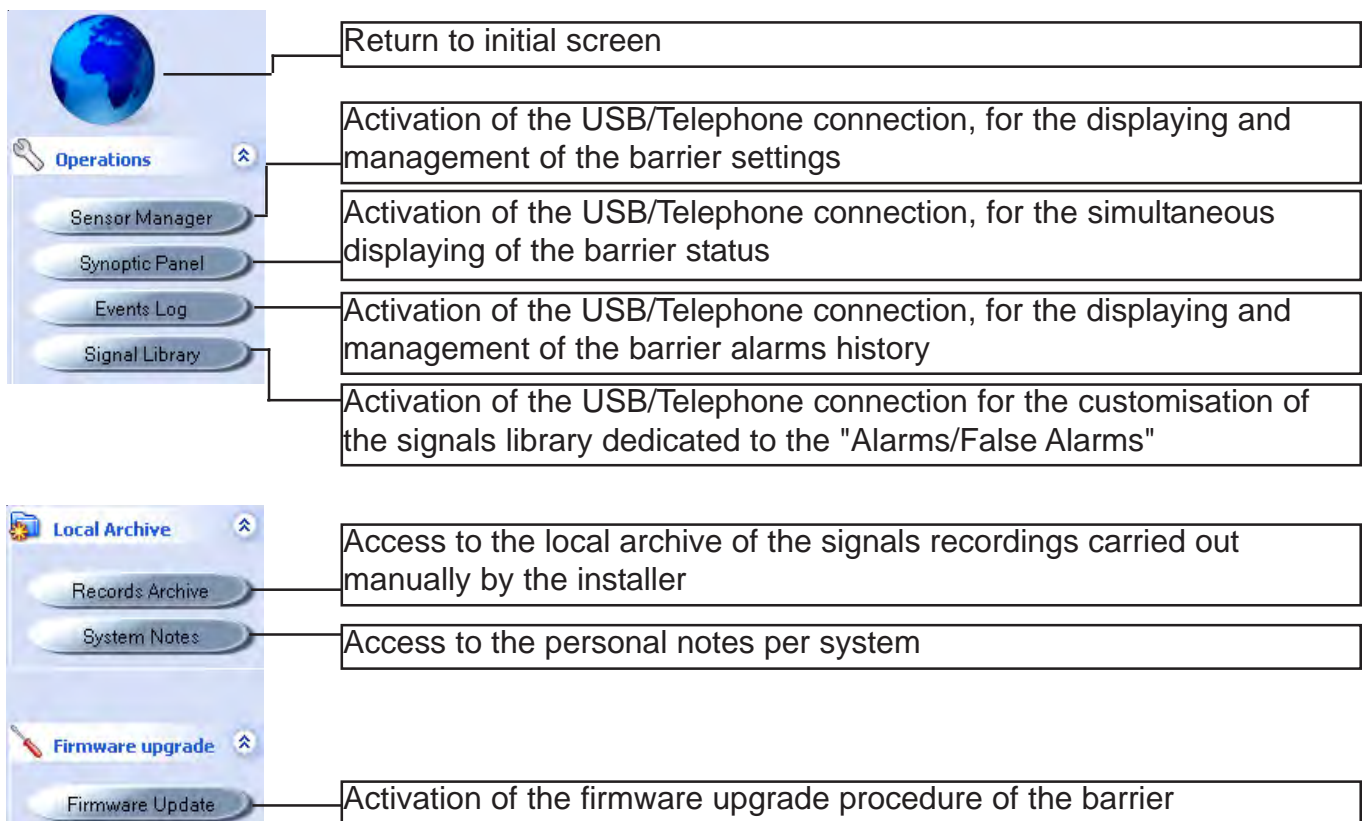 Return to initial screen
Operations
Activation of the USB/Telephone connection, for the displaying and
management of the barrier settings
Sensor Manager
Activation of the USB/Telephone connection, for the simultaneous
displaying of the barrier status
Synoptic Panel
Events Log
Activation of the USB/Telephone connection, for the displaying and
management of the barrier alarms history
Signal Library
Activation of the USB/Telephone connection for the customisation of
the signals library dedicated to the "Alarms/False Alarms"
Local Archive
Access to the local archive of the signals recordings carried out
manually by the installer
Records Archive
System Notes
Access to the personal notes per system
Firmware upgrade
Firmware Update
Activation of the firmware upgrade procedure of the barrier